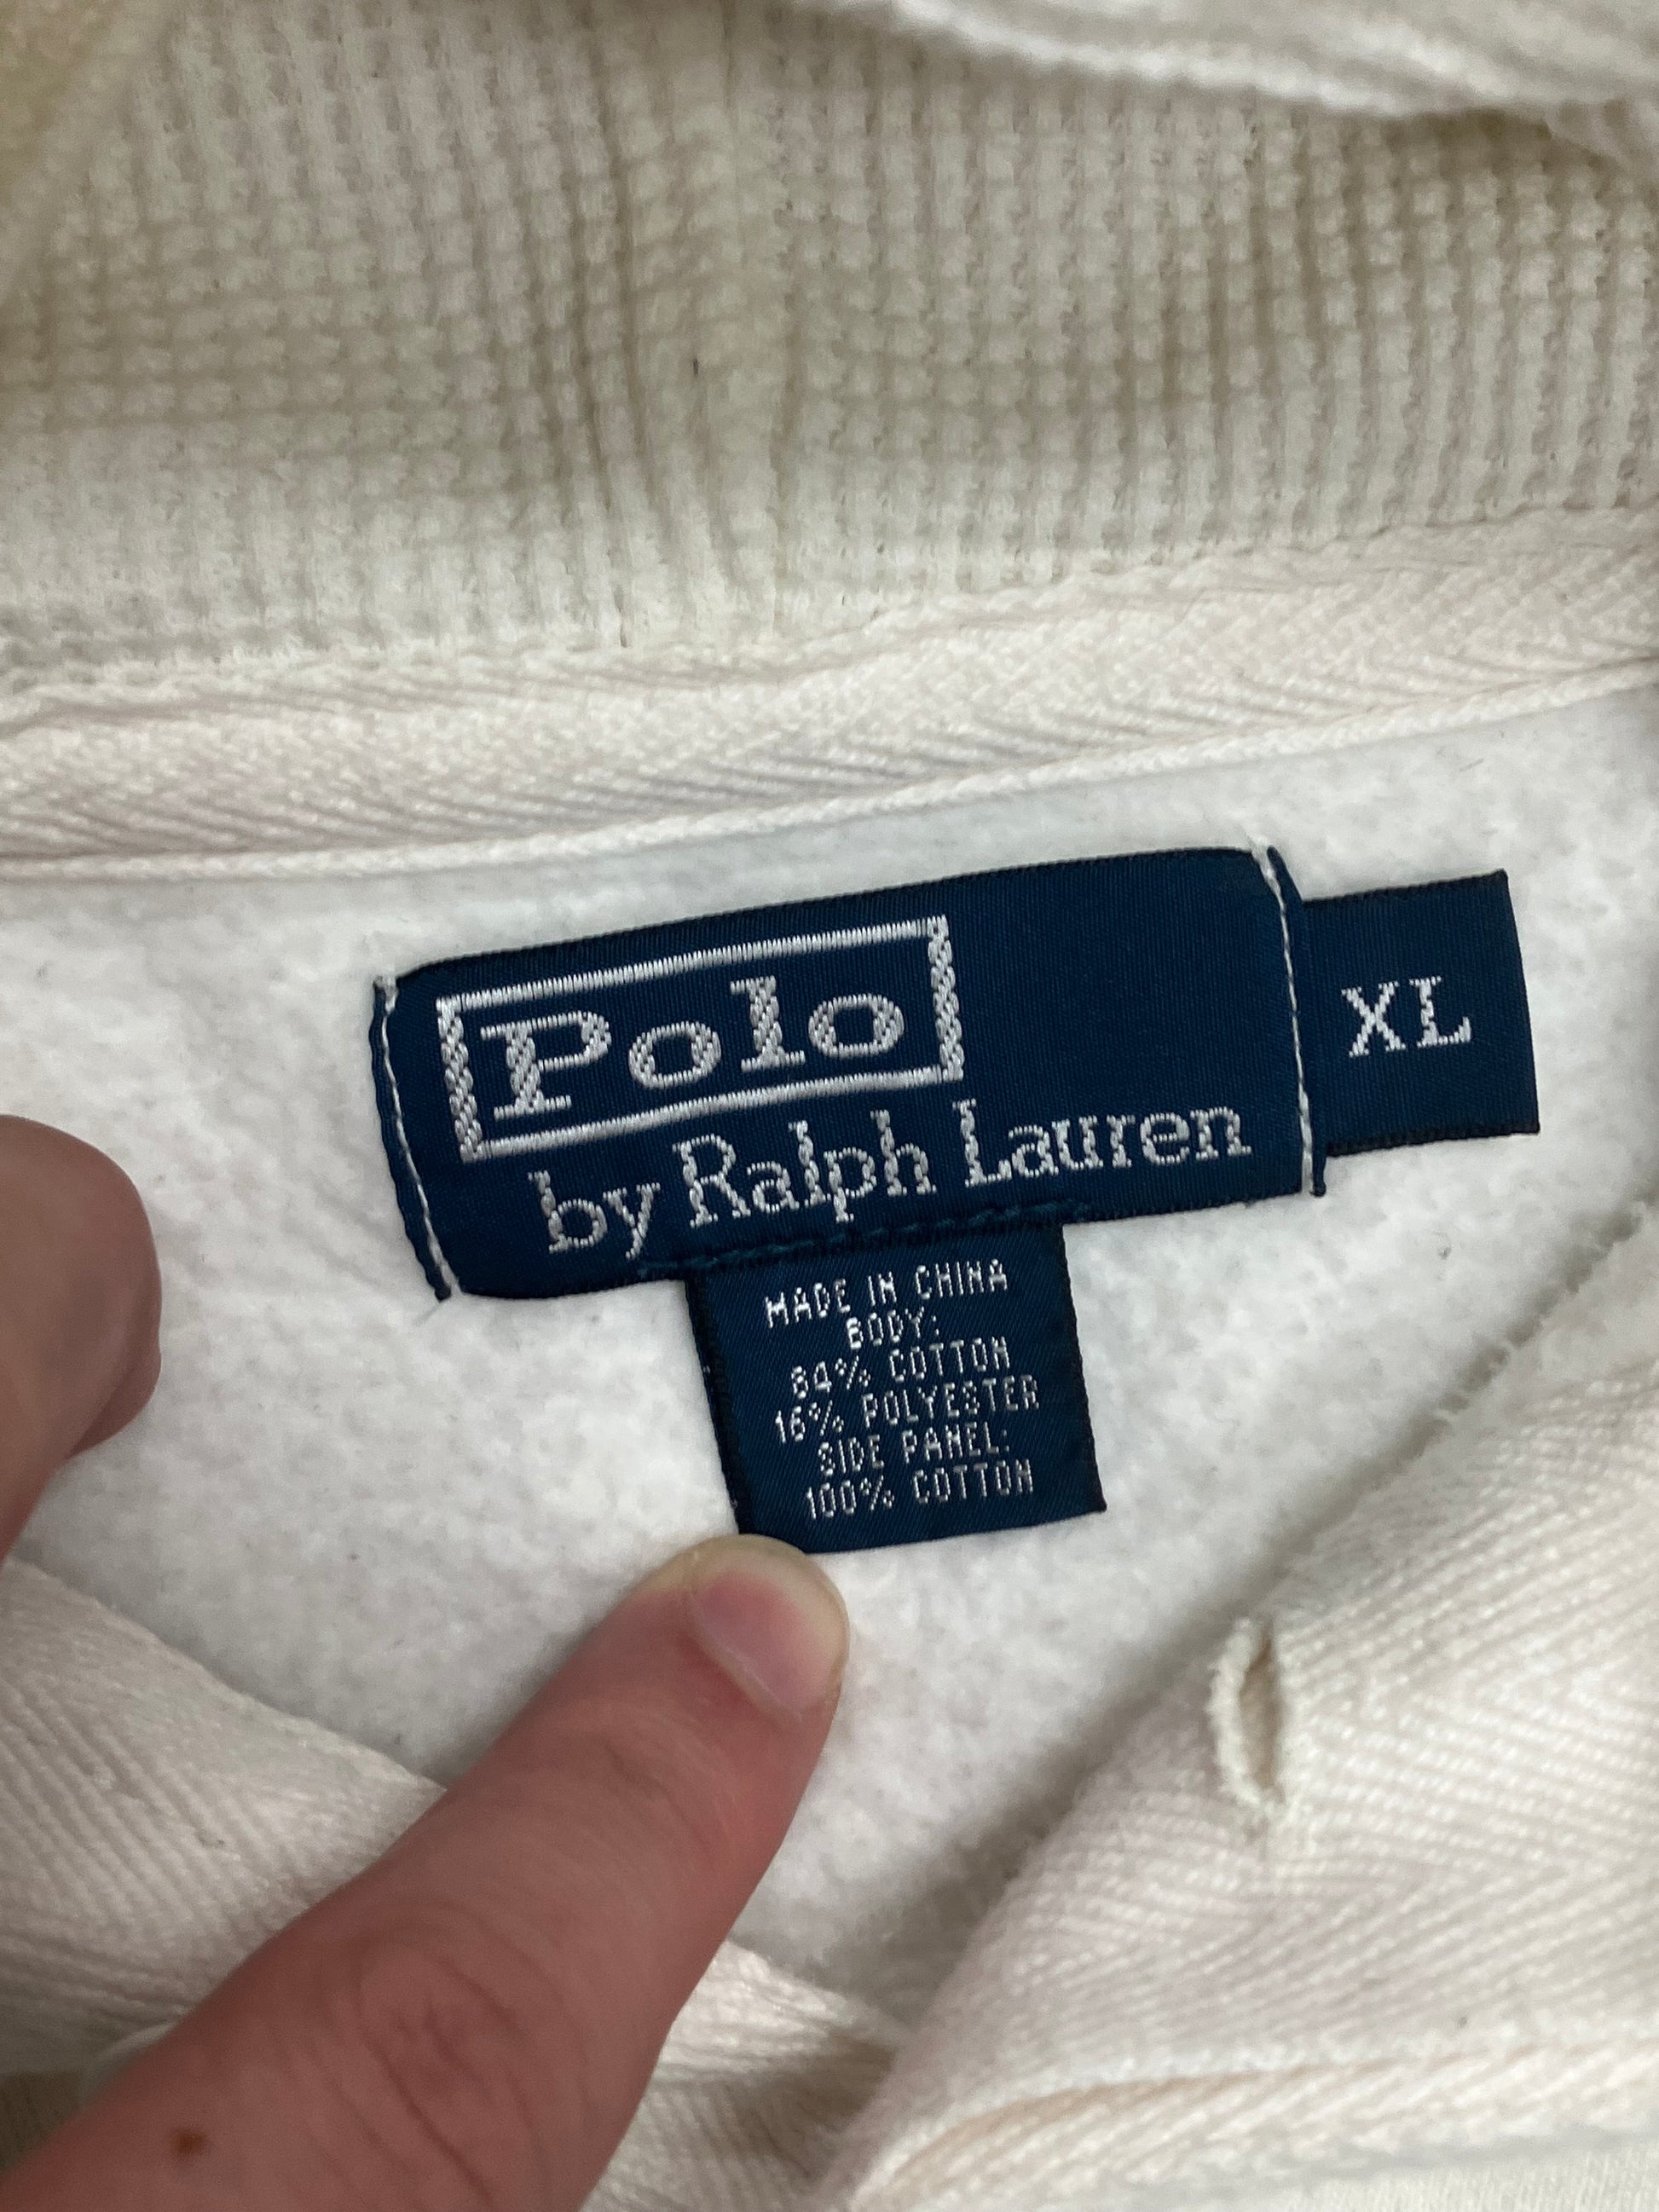 Polo
by Ralph Lauren
XL
MADE IN CHINA
BODY:
84% COTTON
16% POLYESTER
SIDE PANEL:
100% COTTON